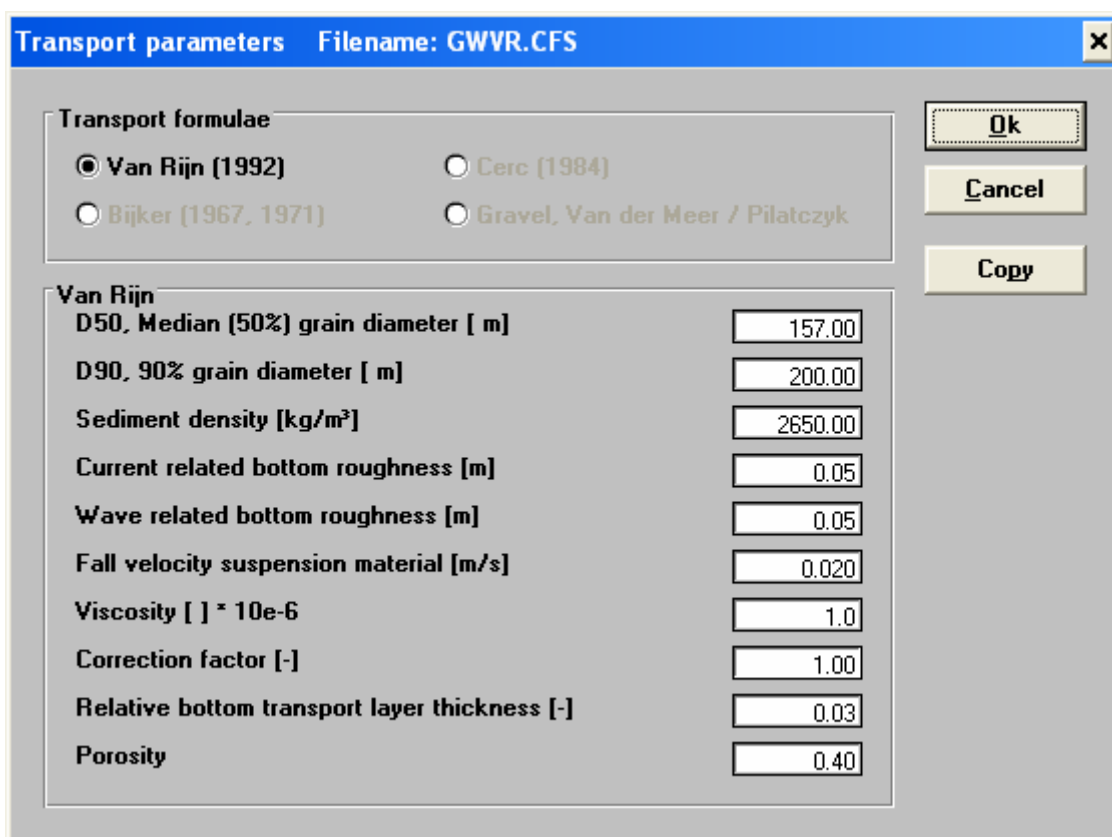 Transport parameters Filename: GWVR.CFS
Transport formulae
Van Rijn (1992) Cerc (1984)
Bijker (1967, 1971) Gravel, Van der Meer / Pilatczyk
Ok
Cancel
Copy
Van Rijn
D50, Median (50%) grain diameter [ m] 157.00
D90, 90% grain diameter [ m] 200.00
Sediment density [kg/m³] 2650.00
Current related bottom roughness [m] 0.05
Wave related bottom roughness [m] 0.05
Fall velocity suspension material [m/s] 0.020
Viscosity [ ] * 10e-6 1.0
Correction factor [-] 1.00
Relative bottom transport layer thickness [-] 0.03
Porosity 0.40